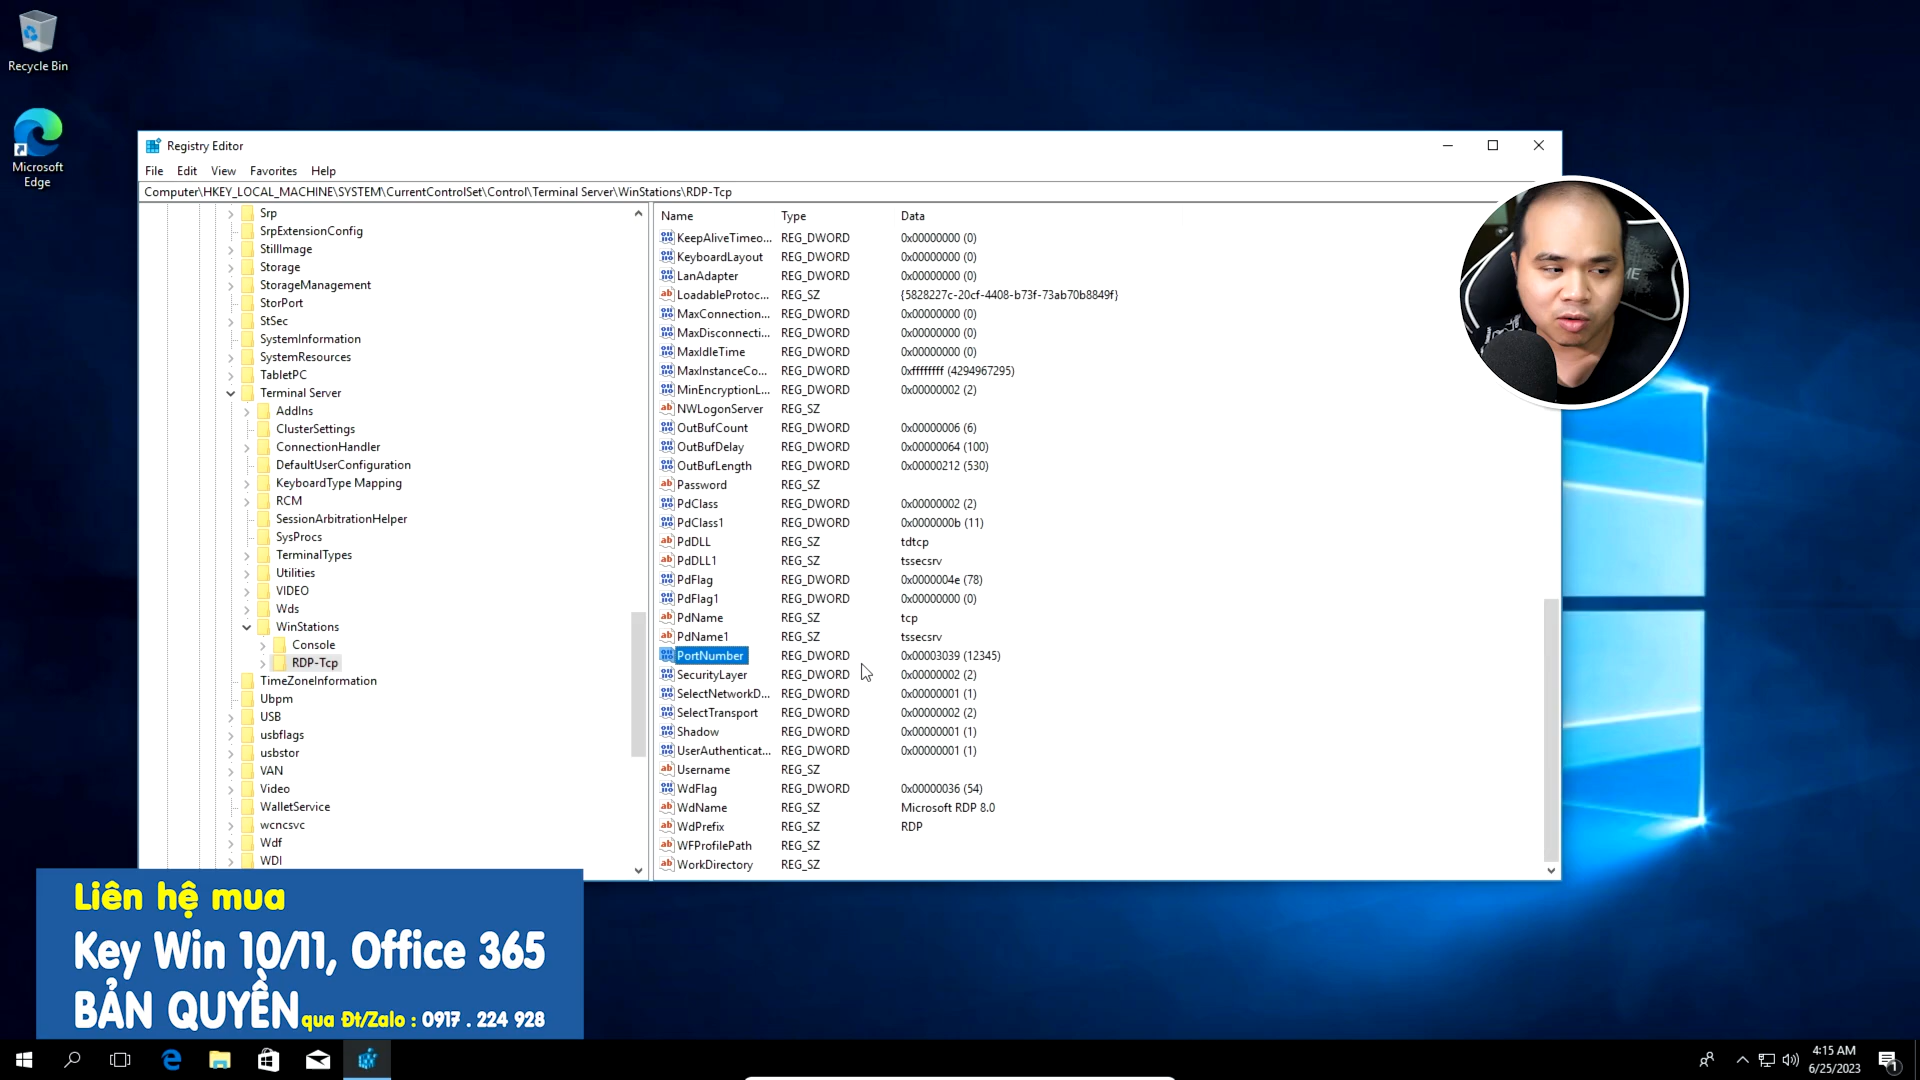 Recycle Bin
Microsoft
Edge
Registry Editor
File Edit View Favorites Help
Computer\HKEY_LOCAL_MACHINE\SYSTEM\CurrentControlSet\Control\Terminal Server\WinStations\RDP-Tcp
Srp
SrpExtensionConfig
StillImage
Storage
StorageManagement
StorPort
StSec
SystemInformation
SystemResources
TabletPC
Terminal Server
AddIns
ClusterSettings
ConnectionHandler
DefaultUserConfiguration
KeyboardType Mapping
RCM
SessionArbitrationHelper
SysProcs
TerminalTypes
Utilities
VIDEO
Wds
WinStations
Console
RDP-Tcp
TimeZoneInformation
Ubpm
USB
usbflags
usbstor
VAN
Video
WalletService
wcncsvc
Wdf
WDI
Name Type Data
KeepAliveTimeo... REG_DWORD 0x00000000 (0)
KeyboardLayout REG_DWORD 0x00000000 (0)
LanAdapter REG_DWORD 0x00000000 (0)
LoadableProtoc... REG_SZ {5828227c-20cf-4408-b73f-73ab70b8849f}
MaxConnection... REG_DWORD 0x00000000 (0)
MaxDisconnecti... REG_DWORD 0x00000000 (0)
MaxIdleTime REG_DWORD 0x00000000 (0)
MaxInstanceCo... REG_DWORD 0xffffffff (4294967295)
MinEncryptionL... REG_DWORD 0x00000002 (2)
NWLogonServer REG_SZ
OutBufCount REG_DWORD 0x00000006 (6)
OutBufDelay REG_DWORD 0x00000064 (100)
OutBufLength REG_DWORD 0x00000212 (530)
Password REG_SZ
PdClass REG_DWORD 0x00000002 (2)
PdClass1 REG_DWORD 0x0000000b (11)
PdDLL REG_SZ tdtcp
PdDLL1 REG_SZ tssecsrv
PdFlag REG_DWORD 0x0000004e (78)
PdFlag1 REG_DWORD 0x00000000 (0)
PdName REG_SZ tcp
PdName1 REG_SZ tssecsrv
PortNumber REG_DWORD 0x00003039 (12345)
SecurityLayer REG_DWORD 0x00000002 (2)
SelectNetworkD... REG_DWORD 0x00000001 (1)
SelectTransport REG_DWORD 0x00000002 (2)
Shadow REG_DWORD 0x00000001 (1)
UserAuthenticat... REG_DWORD 0x00000001 (1)
Username REG_SZ
WdFlag REG_DWORD 0x00000036 (54)
WdName REG_SZ Microsoft RDP 8.0
WdPrefix REG_SZ RDP
WFProfilePath REG_SZ
WorkDirectory REG_SZ
Liên hệ mua
Key Win 10/11, Office 365
BẢN QUYỀN qua Đt/Zalo : 0917 . 224 928
4:15 AM
6/25/2023
1